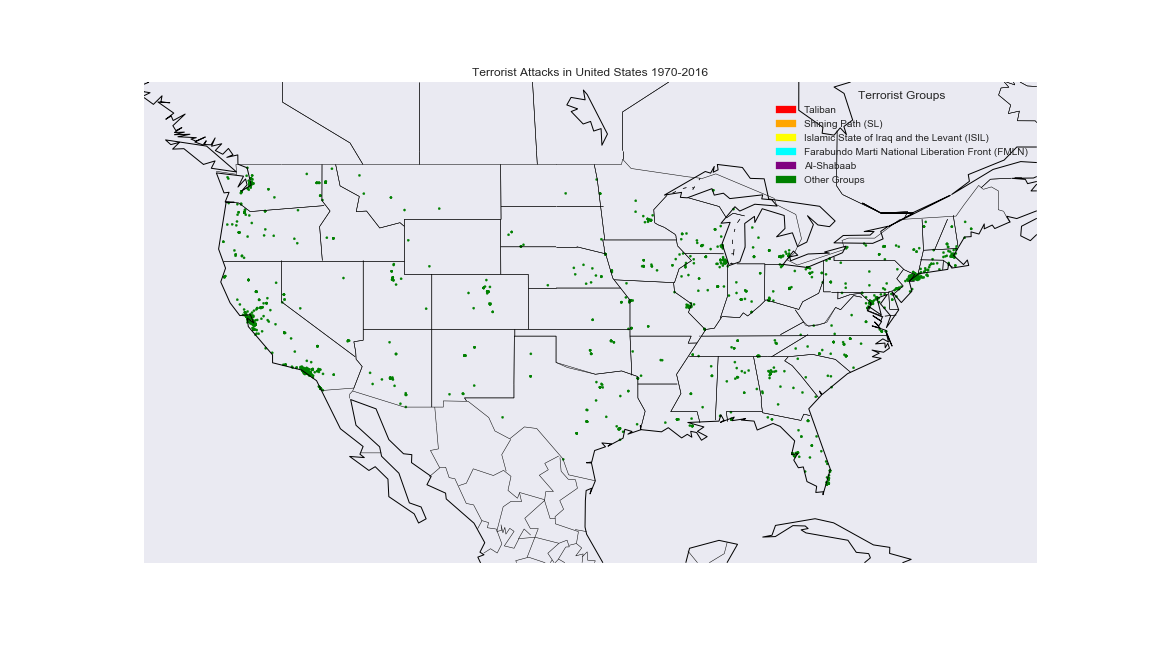 Terrorist Attacks in United States 1970-2016
Terrorist Groups
Taliban
Shining Path (SL)
Islamic State of Iraq and the Levant (ISIL)
Farabundo Marti National Liberation Front (FMLN)
Al-Shabaab
Other Groups